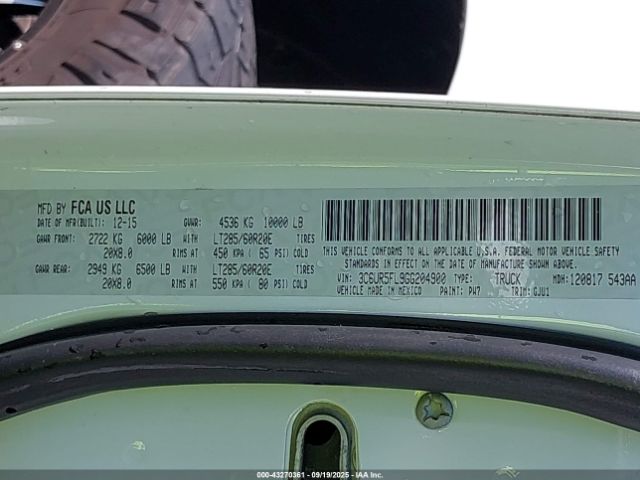 MFD BY FCA US LLC
DATE OF MFR(BUILT): 12-15 GVWR: 4536 KG 10000 LB
GAWR FRONT: 2722 KG 6000 LB WITH LT285/60R20E TIRES
20X8.0 RIMS AT 450 KPA ( 65 PSI) COLD
GAWR REAR: 2949 KG 6500 LB WITH LT285/60R20E TIRES
20X8.0 RIMS AT 550 KPA ( 80 PSI) COLD
THIS VEHICLE CONFORMS TO ALL APPLICABLE U.S.A. FEDERAL MOTOR VEHICLE SAFETY
STANDARDS IN EFFECT ON THE DATE OF MANUFACTURE SHOWN ABOVE.
VIN: 3C6UR5FL9GG204900 TYPE: TRUCK MDH: 120817 543AA
MADE IN MEXICO PAINT: PW7 TRIM: GJU1
000-43270361 - 09/19/2025 - IAAI.com